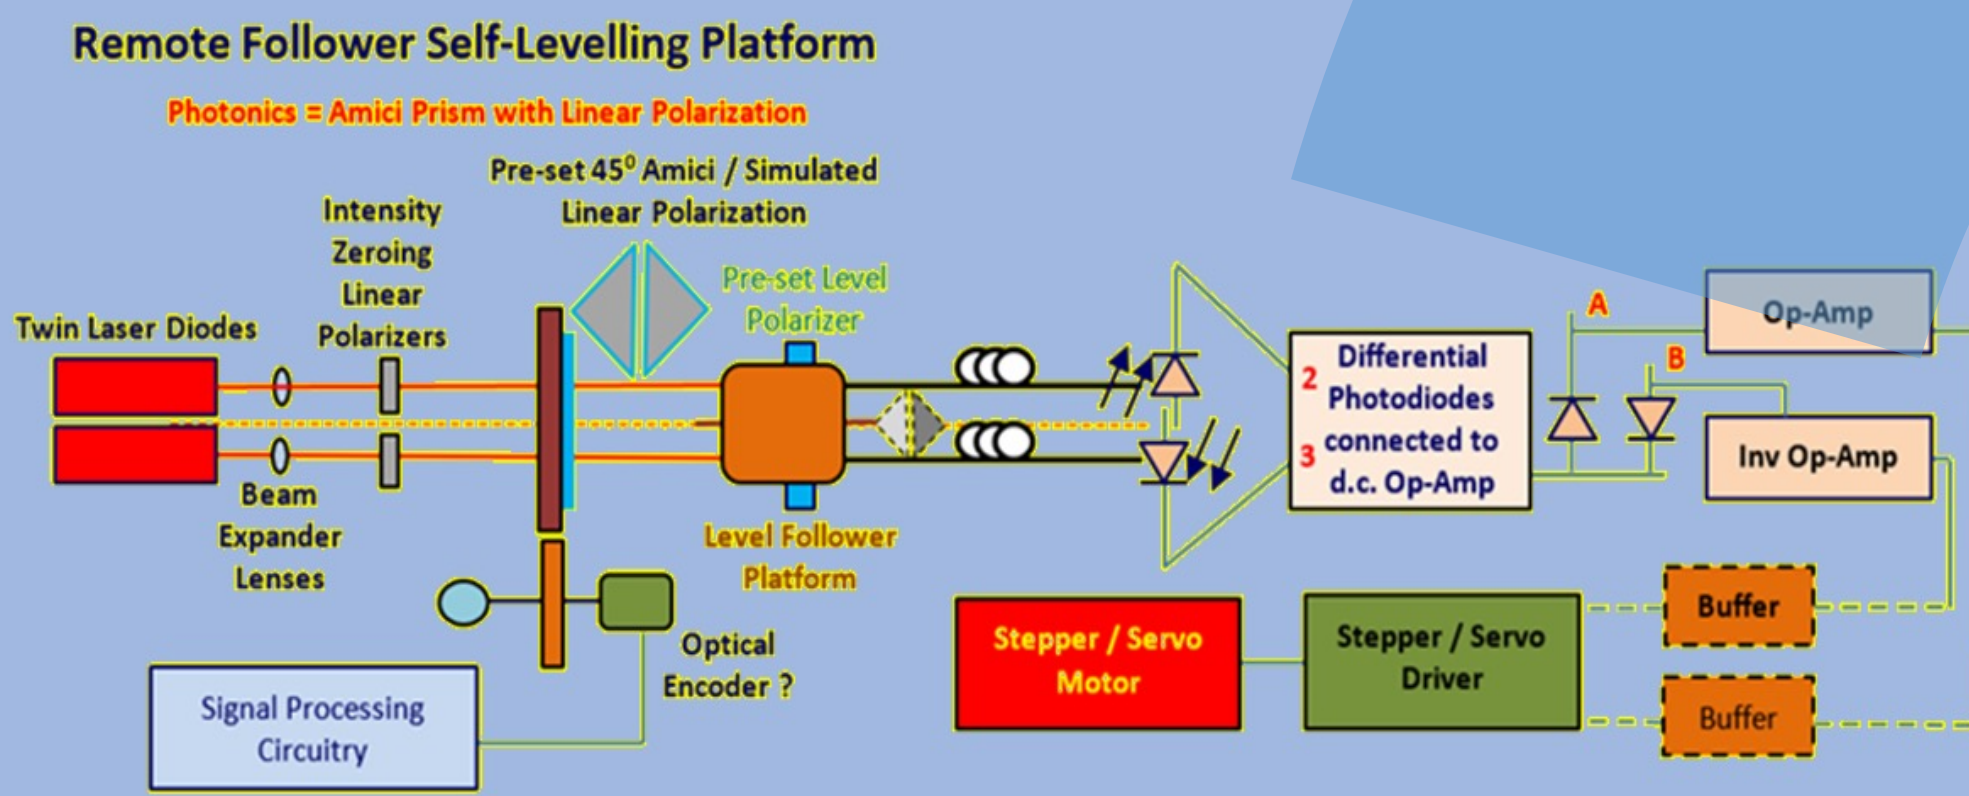 Remote Follower Self-Levelling Platform
Photonics = Amici Prism with Linear Polarization
Pre-set 45⁰ Amici / Simulated
Linear Polarization
Intensity
Zeroing
Linear
Polarizers
Pre-set Level
Polarizer
Twin Laser Diodes
Beam
Expander
Lenses
Level Follower
Platform
Optical
Encoder ?
Signal Processing
Circuitry
2
3
Differential
Photodiodes
connected to
d.c. Op-Amp
A
B
Op-Amp
Inv Op-Amp
Stepper / Servo
Motor
Stepper / Servo
Driver
Buffer
Buffer